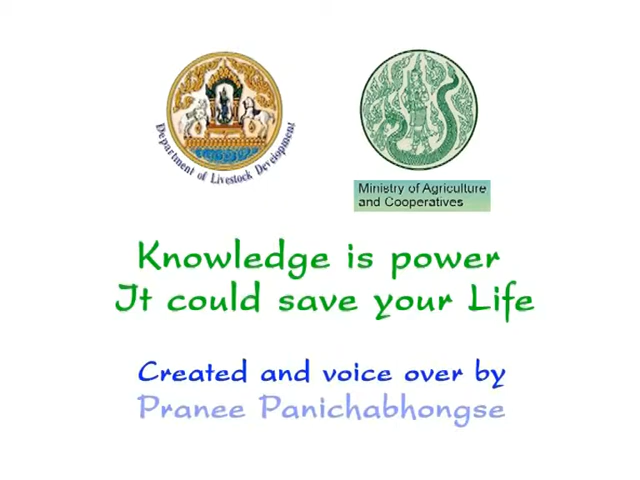 Department of Livestock Development
Ministry of Agriculture
and Cooperatives
Knowledge is power
It could save your Life
Created and voice over by
Pranee Panichabhongse